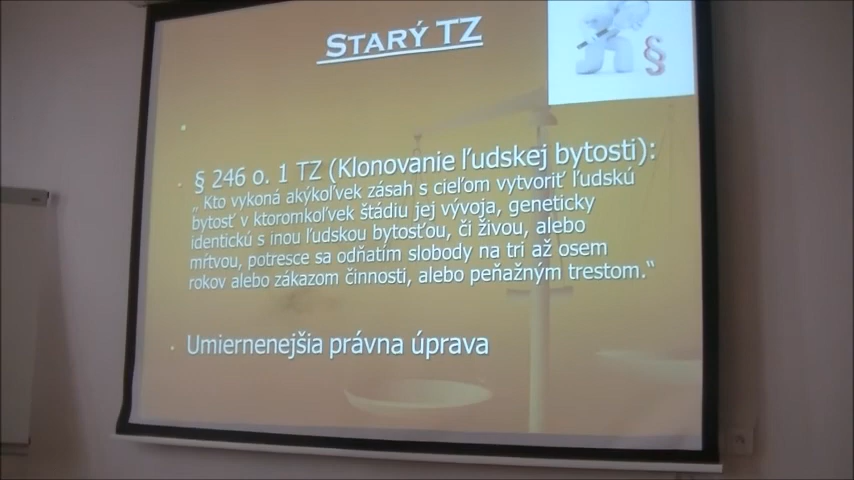 STARÝ TZ
§
§ 246 o. 1 TZ (Klonovanie ľudskej bytosti):
„ Kto vykoná akýkoľvek zásah s cieľom vytvoriť ľudskú
bytosť v ktoromkoľvek štádiu jej vývoja, geneticky
identickú s inou ľudskou bytosťou, či živou, alebo
mŕtvou, potresce sa odňatím slobody na tri až osem
rokov alebo zákazom činnosti, alebo peňažným trestom.“
Umiernenejšia právna úprava